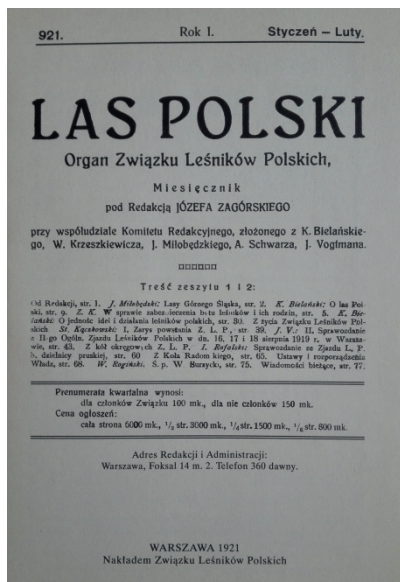 921. Rok I. Styczeń – Luty.
LAS POLSKI
Organ Związku Leśników Polskich,
Miesięcznik
pod Redakcją JÓZEFA ZAGÓRSKIEGO
przy współudziale Komitetu Redakcyjnego, złożonego z K. Bielańskie-
go, W. Krzeszkiewicza, J. Miłobędzkiego, A. Schwarza, J. Vogtmana.
Treść zeszytu 1 i 2:
Od Redakcji, str. 1. J. Miłobędzki: Lasy Górnego Śląska, str. 2. K. Bielański: O las Pol-
ski, str. 9. Z. K. W sprawie zabezpieczenia bytu leśników i ich rodzin, str. 5. K. Bie-
lański: O jedność idei i działania leśników polskich, str. 30. Z życia Związku Leśników Pol-
skich St. Kąszkowski: I. Zarys powstania Z. L. P., str. 39. J. V.: II. Sprawozdanie
z II-go Ogóln. Zjazdu Leśników Polskich w dn. 16, 17 i 18 sierpnia 1919 r. w Warsza-
wie, str. 43. Z kół okręgowych Z. L. P. Z. Sprawozdanie ze Zjazdu L. P.
b. dzielnicy pruskiej, str. 60 Z Koła Radom kiego, str. 65. Ustawy i rozporządzenia
Władz, str. 68. W. Rogiński: Ś. p. W. Burzycki, str. 75. Wiadomości bieżące, str. 77.
Prenumerata kwartalna wynosi:
dla członków Związku 100 mk., dla nie członków 150 mk.
Cena ogłoszeń:
cała strona 6000 mk., 1/2 str. 3000 mk., 1/4 str. 1500 mk., 1/8 str. 800 mk.
Adres Redakcji i Administracji:
Warszawa, Foksal 14 m. 2. Telefon 360 dawny.
WARSZAWA 1921
Nakładem Związku Leśników Polskich